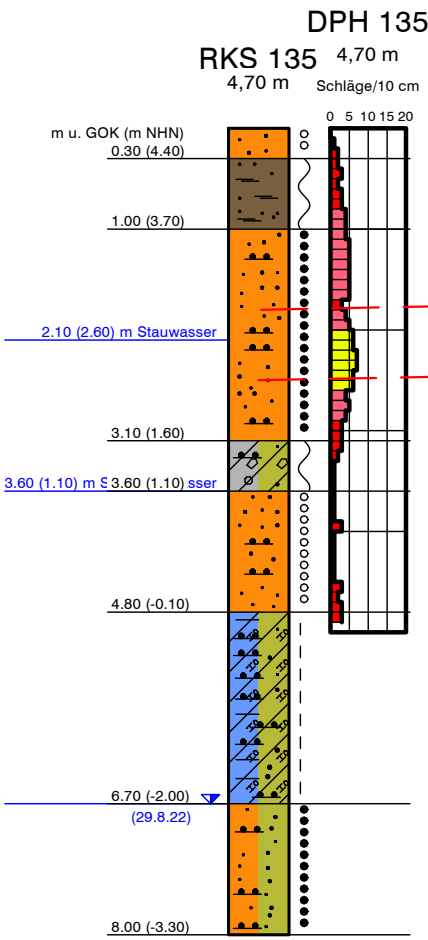 DPH 135
RKS 135
4,70 m
4,70 m
Schläge/10 cm
0 5 10 15 20
m u. GOK (m NHN)
0.30 (4.40)
1.00 (3.70)
2.10 (2.60) m Stauwasser
3.10 (1.60)
3.60 (1.10) m S 3.60 (1.10) sser
4.80 (-0.10)
6.70 (-2.00)
(29.8.22)
8.00 (-3.30)